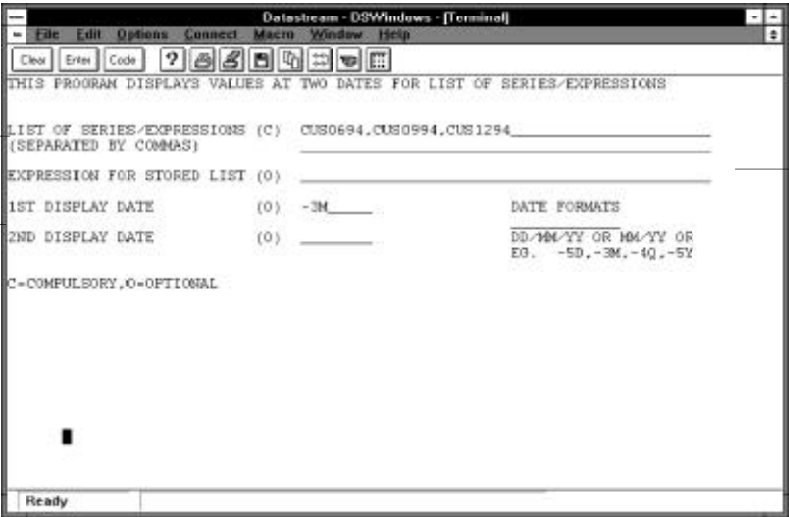 Datastream - DSWindows - [Terminal]
File Edit Options Connect Macro Window Help
Clear Enter Code ?
THIS PROGRAM DISPLAYS VALUES AT TWO DATES FOR LIST OF SERIES/EXPRESSIONS
LIST OF SERIES/EXPRESSIONS (C) CUS0694,CUS0994,CUS1294
(SEPARATED BY COMMAS)
EXPRESSION FOR STORED LIST (O)
1ST DISPLAY DATE (O) -3M DATE FORMATS
2ND DISPLAY DATE (O) DD/MM/YY OR MM/YY OR
EG. -5D,-3M,-4Q,-5Y
C=COMPULSORY,O=OPTIONAL
Ready